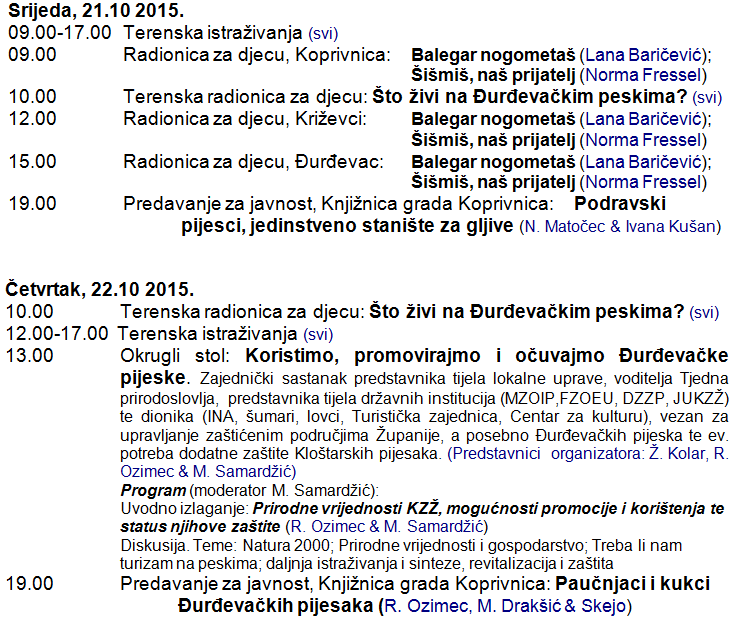 Srijeda, 21.10 2015.
09.00-17.00 Terenska istraživanja (svi)
09.00 Radionica za djecu, Koprivnica: Balegar nogometaš (Lana Baričević);
Šišmiš, naš prijatelj (Norma Fressel)
10.00 Terenska radionica za djecu: Što živi na Đurđevačkim peskima? (svi)
12.00 Radionica za djecu, Križevci: Balegar nogometaš (Lana Baričević);
Šišmiš, naš prijatelj (Norma Fressel)
15.00 Radionica za djecu, Đurđevac: Balegar nogometaš (Lana Baričević);
Šišmiš, naš prijatelj (Norma Fressel)
19.00 Predavanje za javnost, Knjižnica grada Koprivnica: Podravski
pijesci, jedinstveno stanište za gljive (N. Matočec & Ivana Kušan)
Četvrtak, 22.10 2015.
10.00 Terenska radionica za djecu: Što živi na Đurđevačkim peskima? (svi)
12.00-17.00 Terenska istraživanja (svi)
13.00 Okrugli stol: Koristimo, promovirajmo i očuvajmo Đurđevačke
pijeske. Zajednički sastanak predstavnika tijela lokalne uprave, voditelja Tjedna
prirodoslovlja, predstavnika tijela državnih institucija (MZOIP,FZOEU, DZZP, JUKZŽ)
te dionika (INA, šumari, lovci, Turistička zajednica, Centar za kulturu), vezan za
upravljanje zaštićenim područjima Županije, a posebno Đurđevačkih pijeska te ev.
potreba dodatne zaštite Kloštarskih pijesaka. (Predstavnici organizatora: Ž. Kolar, R.
Ozimec & M. Samardžić)
Program (moderator M. Samardžić):
Uvodno izlaganje: Prirodne vrijednosti KZŽ, mogućnosti promocije i korištenja te
status njihove zaštite (R. Ozimec & M. Samardžić)
Diskusija. Teme: Natura 2000; Prirodne vrijednosti i gospodarstvo; Treba li nam
turizam na peskima; daljnja istraživanja i sinteze, revitalizacija i zaštita
19.00 Predavanje za javnost, Knjižnica grada Koprivnica: Paučnjaci i kukci
Đurđevačkih pijesaka (R. Ozimec, M. Drakšić & Skejo)